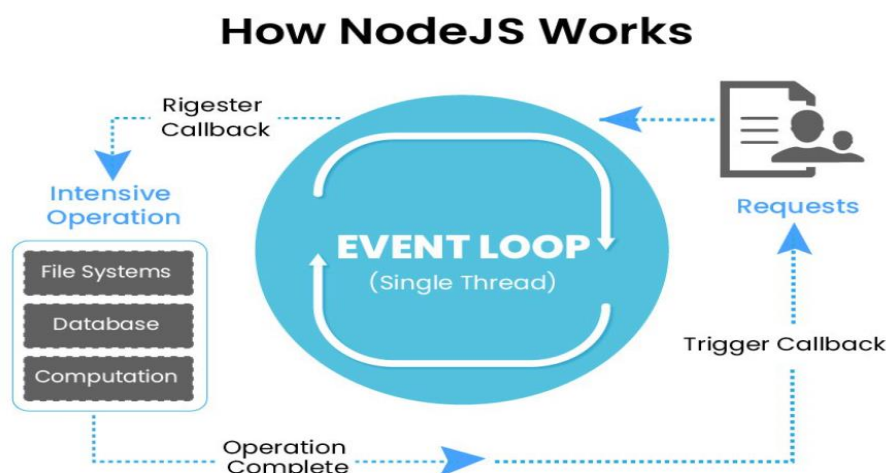 How NodeJS Works
Rigester
Callback
Intensive
Operation
File Systems
Database
Computation
EVENT LOOP
(Single Thread)
Requests
Trigger Callback
Operation
Complete